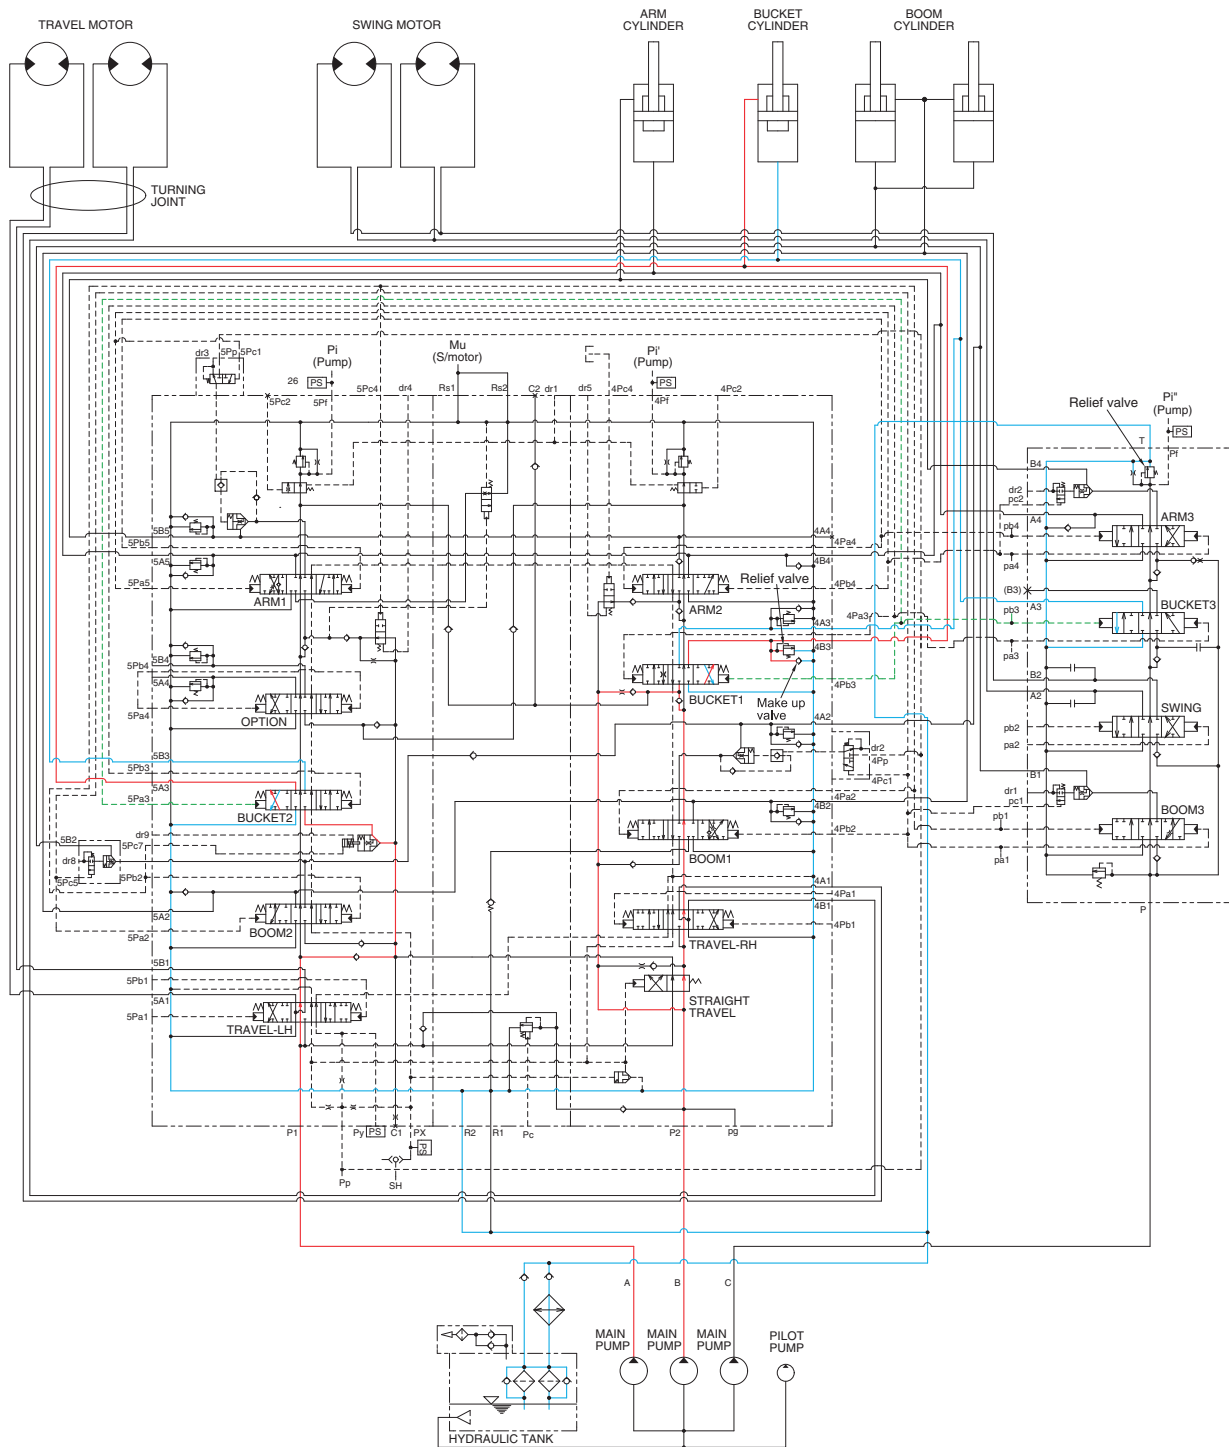 TRAVEL MOTOR
SWING MOTOR
ARM
CYLINDER
BUCKET
CYLINDER
BOOM
CYLINDER
TURNING
JOINT
dr3
5Pp
5Pc1
Pi
(Pump)
26
PS
5Pf
5Pc2
5Pc4
dr4
Mu
(S/motor)
Rs1
Rs2
C2
dr1
dr5
4Pc4
Pi'
(Pump)
PS
4Pf
4Pc2
Relief valve
Pi"
(Pump)
PS
T
Pf
B4
dr2
pc2
A4
ARM3
pb4
pa4
(B3)
A3
BUCKET3
pb3
pa3
B2
A2
SWING
pb2
pa2
B1
dr1
pc1
BOOM3
pb1
pa1
P
5B5
5Pb5
5A5
5Pa5
ARM1
5B4
5Pb4
5A4
5Pa4
OPTION
5B3
5Pb3
5A3
5Pa3
BUCKET2
dr9
5Pc7
5B2
dr8
5Pc5
5Pb2
5A2
5Pa2
BOOM2
5B1
5Pb1
5A1
5Pa1
TRAVEL-LH
4A4
4Pa4
4B4
Relief valve
4Pb4
ARM2
4Pa3
4A3
4B3
BUCKET1
4Pb3
Make up
valve
4A2
dr2
4Pp
4Pc1
4Pa2
4B2
4Pb2
BOOM1
4A1
4Pa1
4B1
4Pb1
TRAVEL-RH
STRAIGHT
TRAVEL
P1
Py
PS
C1
PX
PS
R2
R1
Pc
P2
P9
Pp
SH
A
B
C
MAIN
PUMP
MAIN
PUMP
MAIN
PUMP
PILOT
PUMP
HYDRAULIC TANK